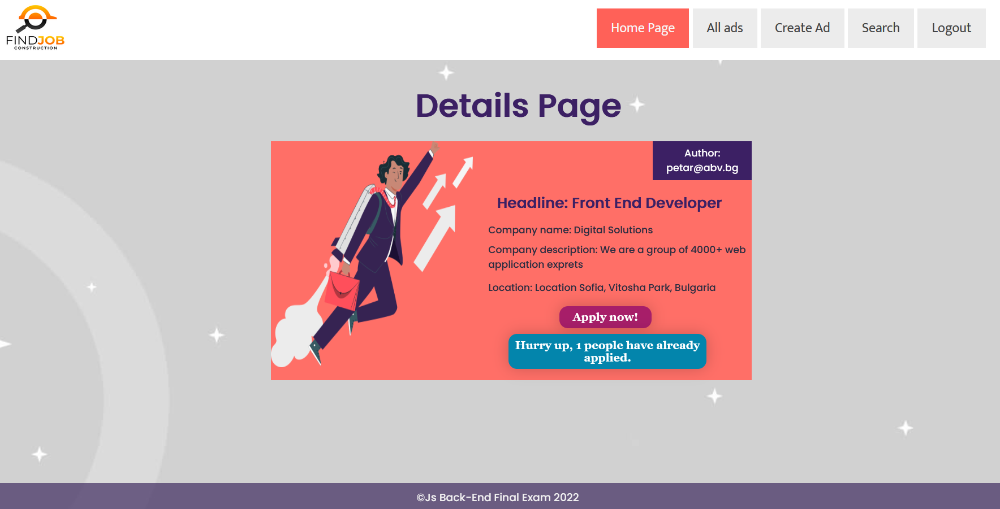 FINDJOB
CONSTRUCTION
Home Page
All ads
Create Ad
Search
Logout
Details Page
Author:
petar@abv.bg
Headline: Front End Developer
Company name: Digital Solutions
Company description: We are a group of 4000+ web
application exprets
Location: Location Sofia, Vitosha Park, Bulgaria
Apply now!
Hurry up, 1 people have already
applied.
©Js Back-End Final Exam 2022